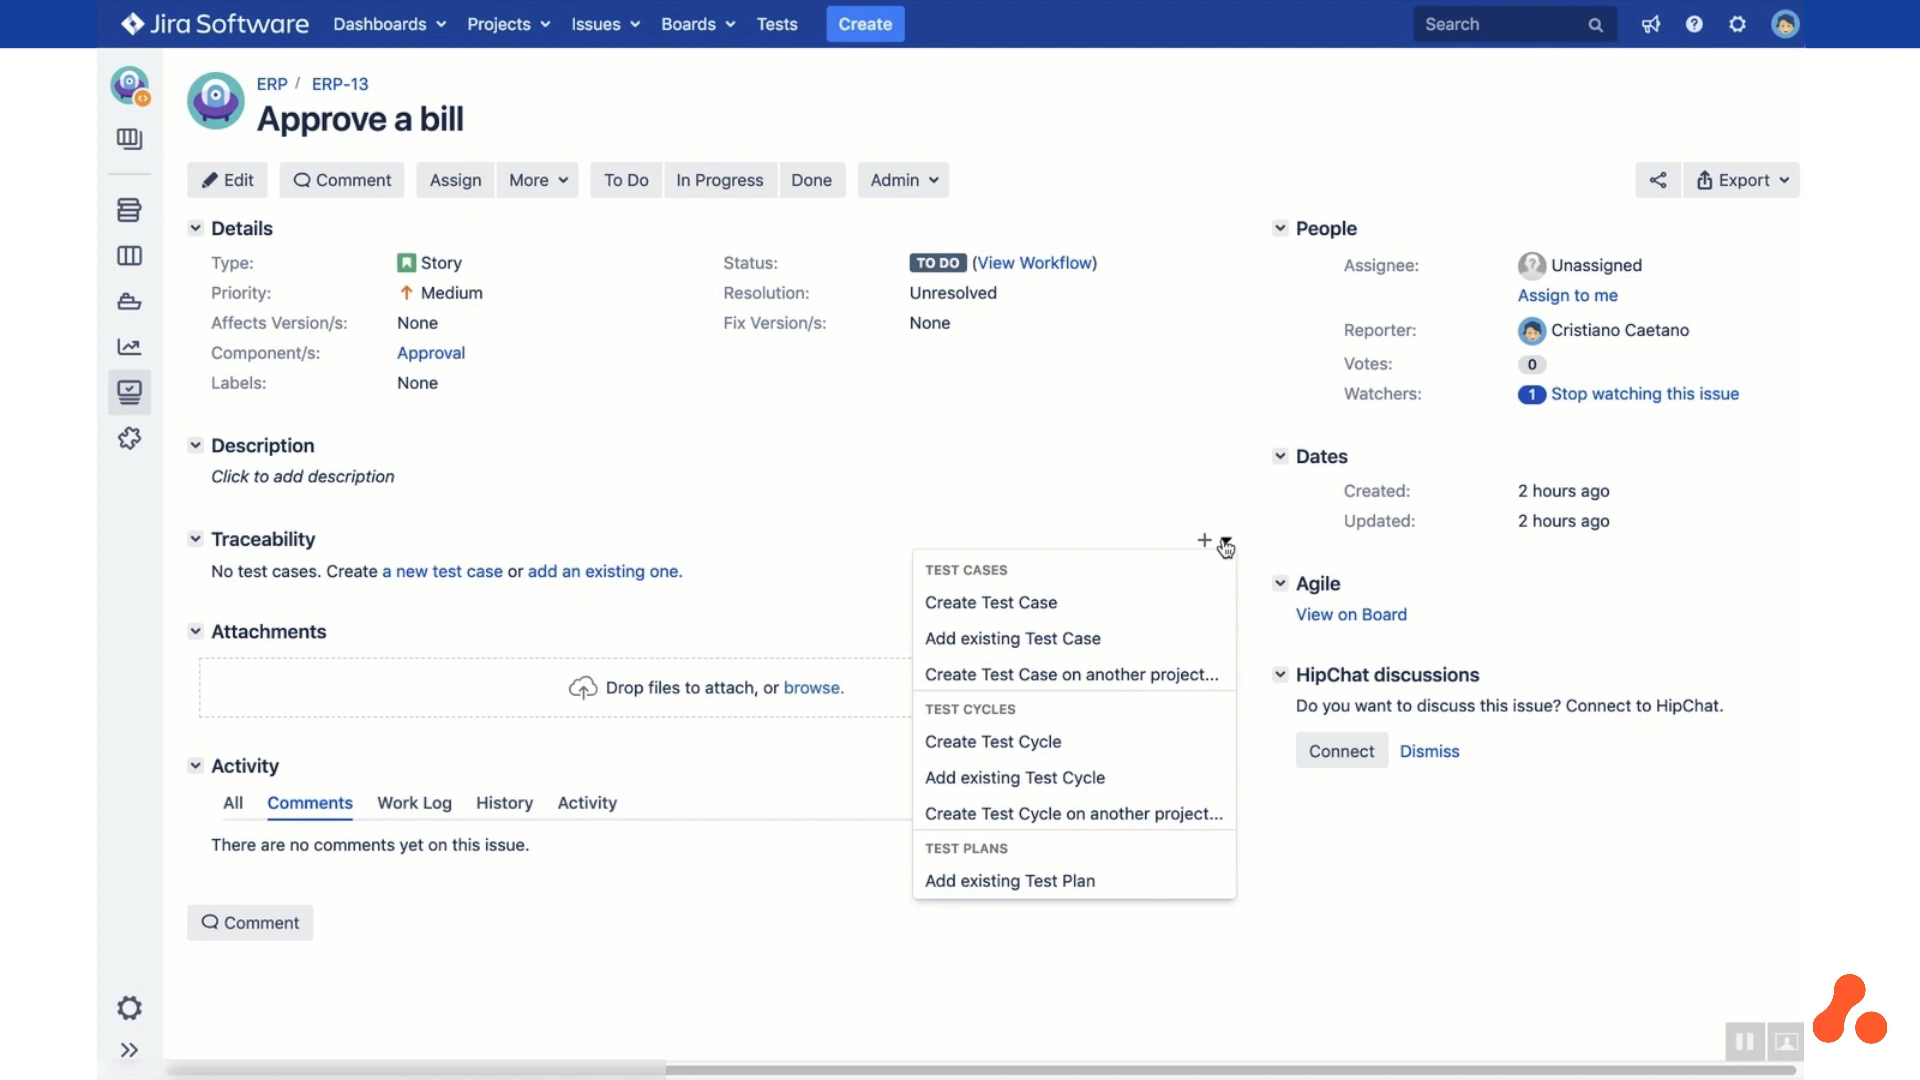 Jira Software Dashboards Projects Issues Boards Tests Create Search
ERP / ERP-13
Approve a bill
Edit Comment Assign More To Do In Progress Done Admin Export
Details
Type: Story
Priority: Medium
Affects Version/s: None
Component/s: Approval
Labels: None
Status: TO DO (View Workflow)
Resolution: Unresolved
Fix Version/s: None
Description
Click to add description
Traceability
No test cases. Create a new test case or add an existing one.
TEST CASES
Create Test Case
Add existing Test Case
Create Test Case on another project...
TEST CYCLES
Create Test Cycle
Add existing Test Cycle
Create Test Cycle on another project...
TEST PLANS
Add existing Test Plan
Attachments
Drop files to attach, or browse.
Activity
All Comments Work Log History Activity
There are no comments yet on this issue.
Comment
People
Assignee: Unassigned
Assign to me
Reporter: Cristiano Caetano
Votes: 0
Watchers: 1 Stop watching this issue
Dates
Created: 2 hours ago
Updated: 2 hours ago
Agile
View on Board
HipChat discussions
Do you want to discuss this issue? Connect to HipChat.
Connect Dismiss